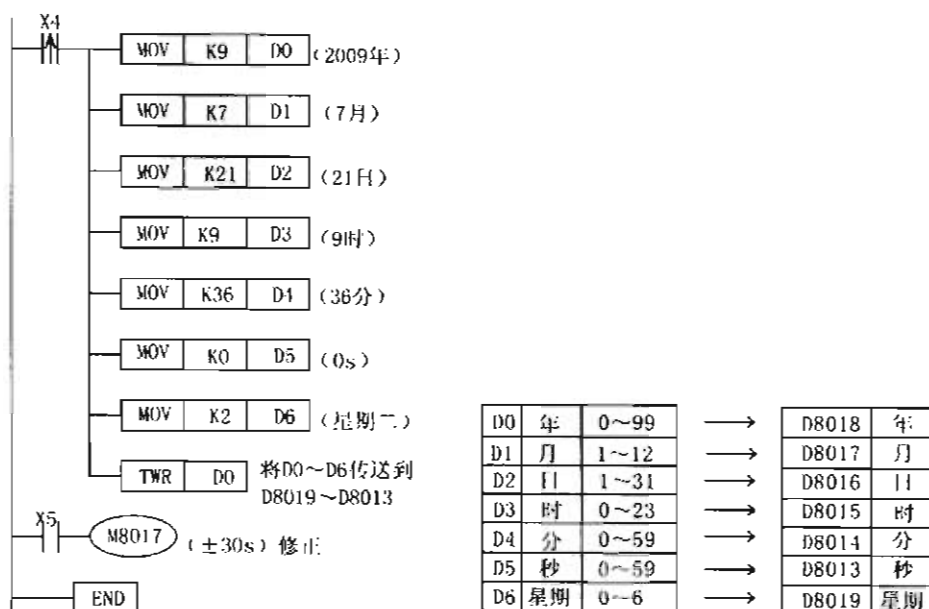 X4
MOV K9 D0 (2009年)
MOV K7 D1 (7月)
MOV K21 D2 (21日)
MOV K9 D3 (9时)
MOV K36 D4 (36分)
MOV K0 D5 (0s)
MOV K2 D6 (星期二)
TWR D0 将D0~D6传送到
D8019~D8013
X5
M8017 (±30s)修正
END
D0 年 0~99 → D8018 年
D1 月 1~12 → D8017 月
D2 日 1~31 → D8016 日
D3 时 0~23 → D8015 时
D4 分 0~59 → D8014 分
D5 秒 0~59 → D8013 秒
D6 星期 0~6 → D8019 星期